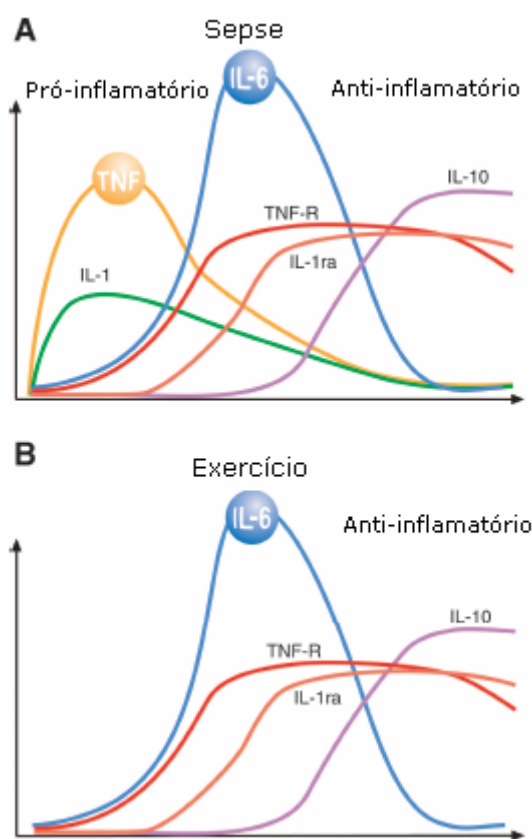 A
Sepse
Pró-inflamatório
IL-6
Anti-inflamatório
TNF
IL-10
TNF-R
IL-1ra
IL-1
B
Exercício
IL-6
Anti-inflamatório
IL-10
TNF-R
IL-1ra